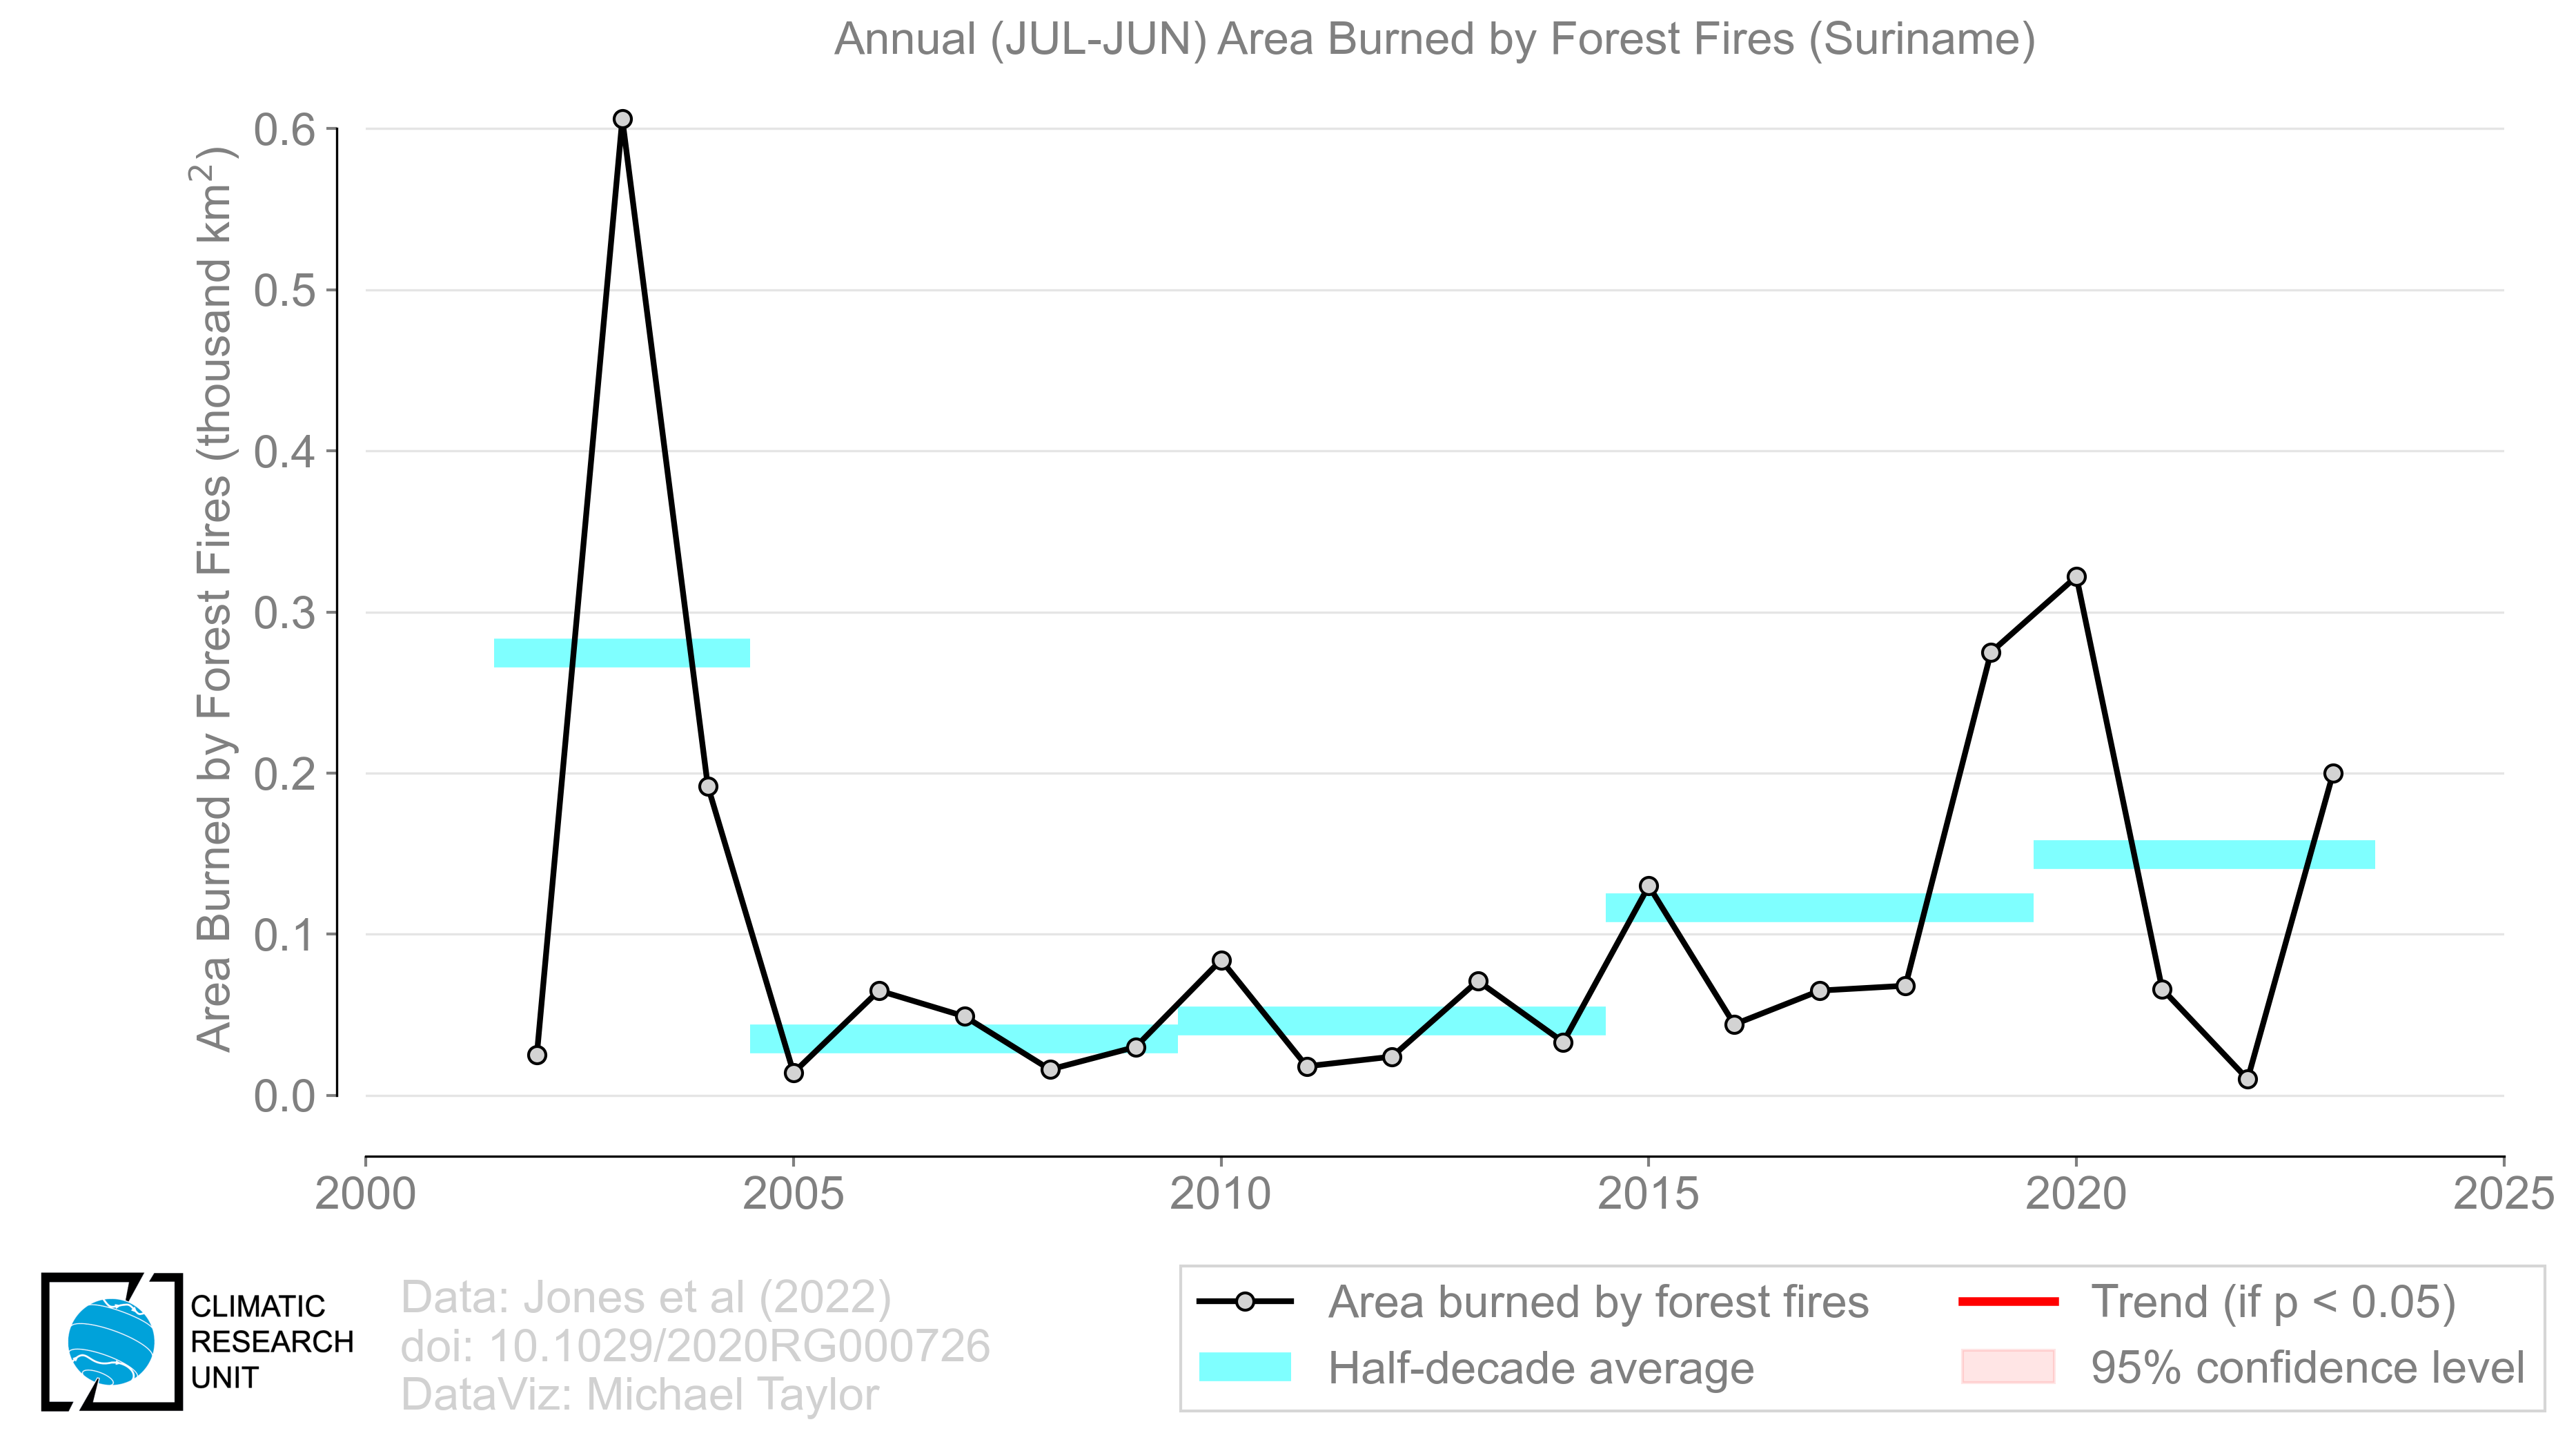 Annual (JUL-JUN) Area Burned by Forest Fires (Suriname)
Area Burned by Forest Fires (thousand km²)
0.6
0.5
0.4
0.3
0.2
0.1
0.0
2000 2005 2010 2015 2020 2025
CLIMATIC
RESEARCH
UNIT
Data: Jones et al (2022)
doi: 10.1029/2020RG000726
DataViz: Michael Taylor
Area burned by forest fires
Half-decade average
Trend (if p < 0.05)
95% confidence level